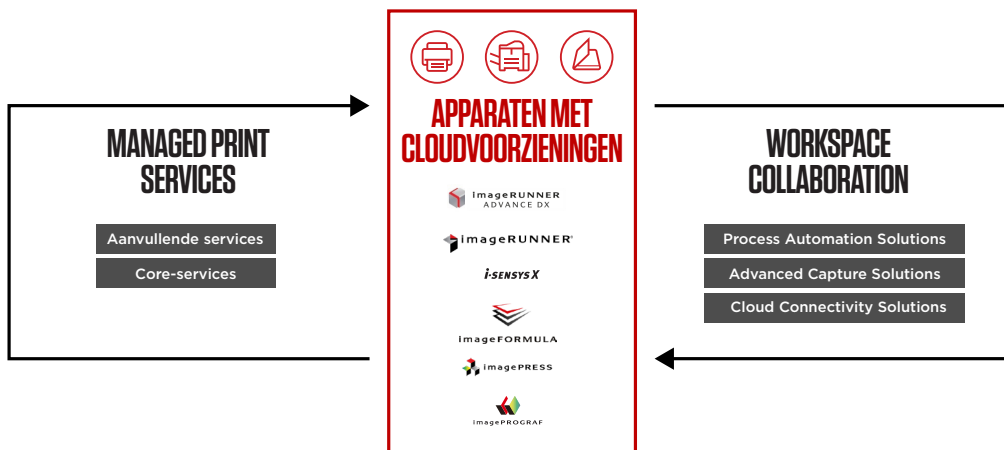 MANAGED PRINT
SERVICES
Aanvullende services
Core-services
APPARATEN MET
CLOUDVOORZIENINGEN
imageRUNNER
ADVANCE DX
imageRUNNER®
i-SENSYS X
imageFORMULA
imagePRESS
imagePROGRAF
WORKSPACE
COLLABORATION
Process Automation Solutions
Advanced Capture Solutions
Cloud Connectivity Solutions